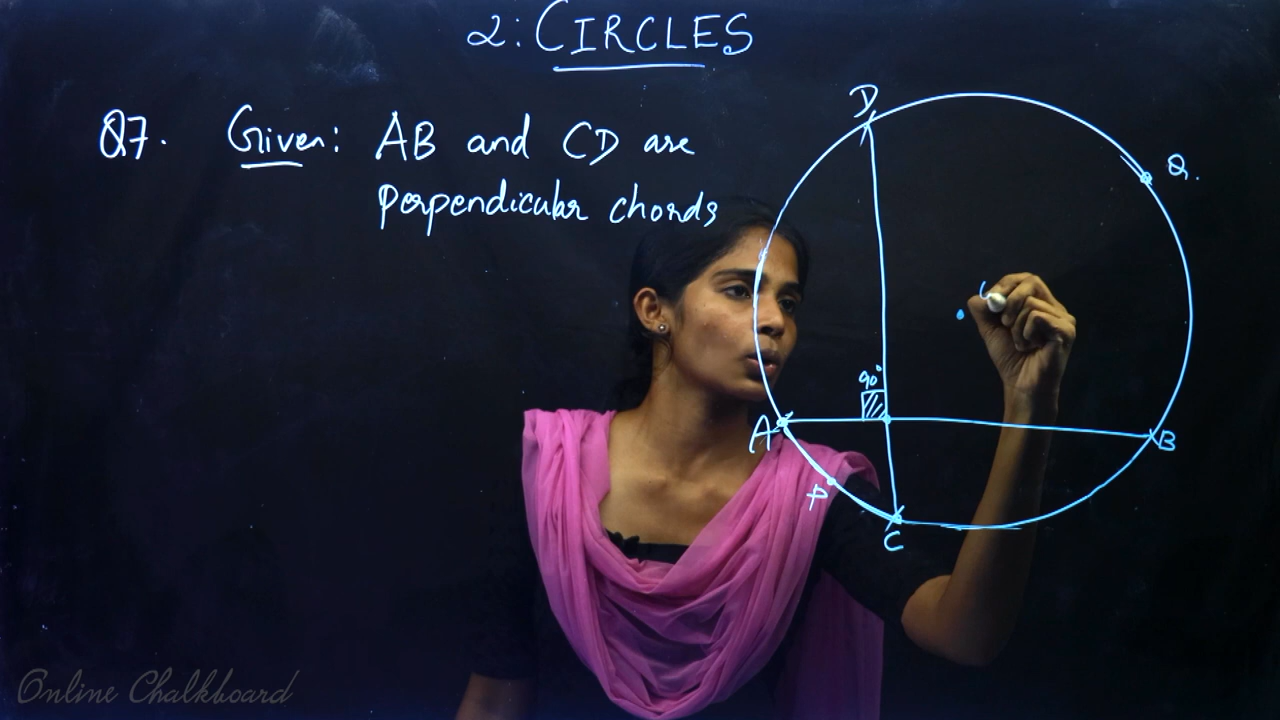 2: CIRCLES
Q7. Given: AB and CD are
Perpendicular chords
D
Q.
90°
A
B
P
C
Online Chalkboard